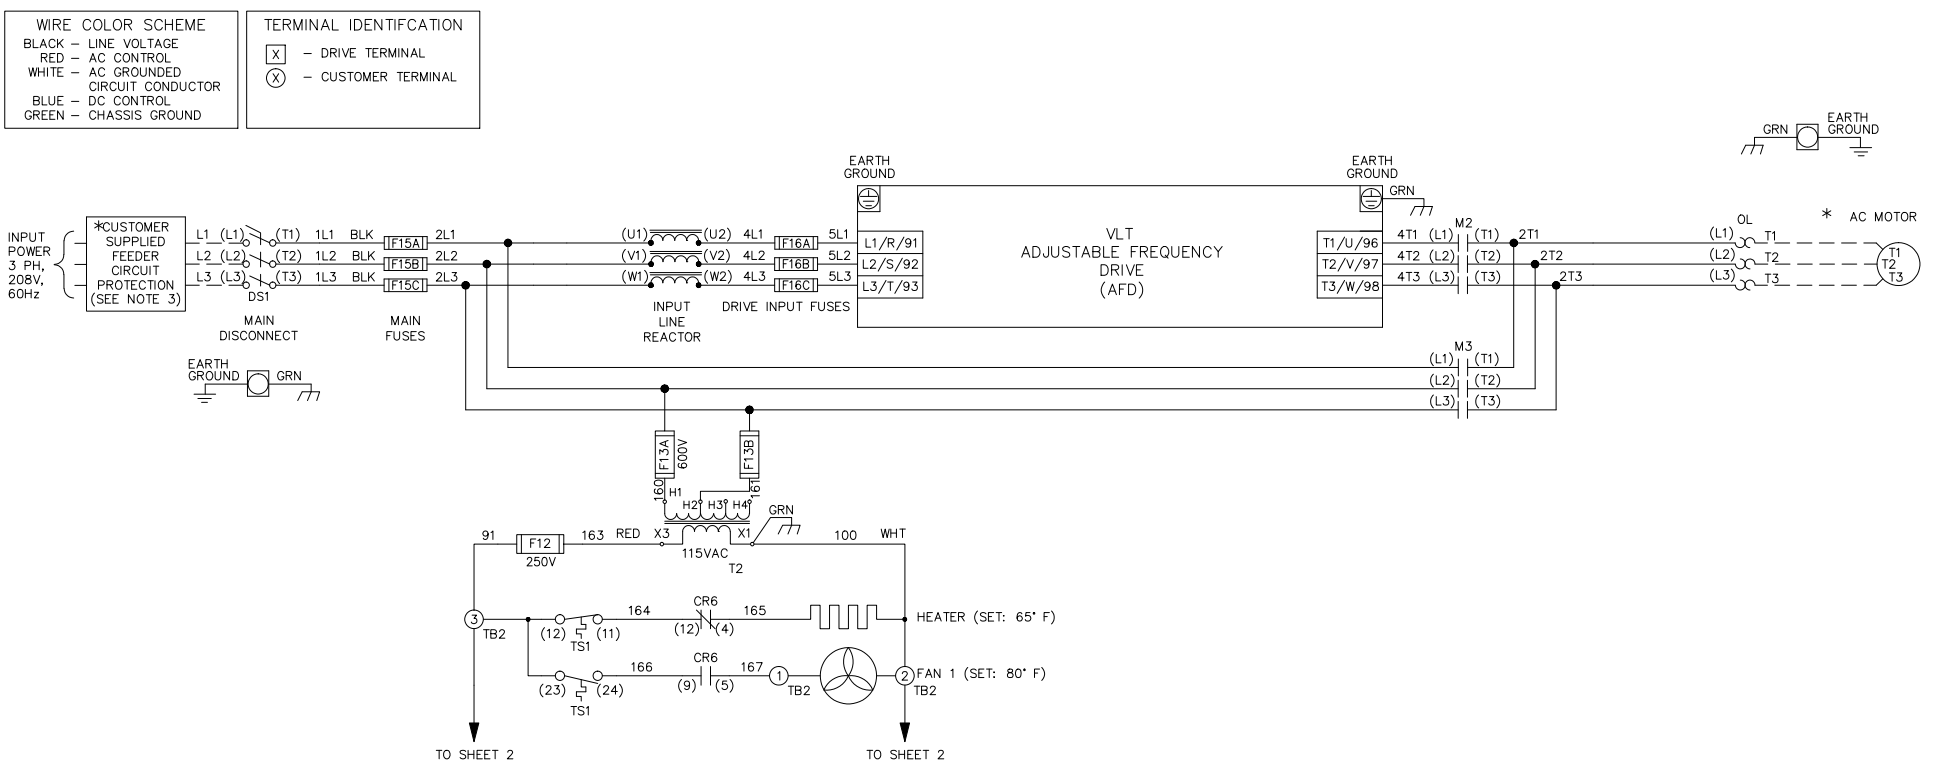 WIRE COLOR SCHEME
BLACK – LINE VOLTAGE
RED – AC CONTROL
WHITE – AC GROUNDED
CIRCUIT CONDUCTOR
BLUE – DC CONTROL
GREEN – CHASSIS GROUND
TERMINAL IDENTIFCATION
X – DRIVE TERMINAL
X – CUSTOMER TERMINAL
INPUT
POWER
3 PH,
208V,
60Hz
*CUSTOMER
SUPPLIED
FEEDER
CIRCUIT
PROTECTION
(SEE NOTE 3)
L1 (L1) (T1) 1L1 BLK F15A 2L1
L2 (L2) (T2) 1L2 BLK F15B 2L2
L3 (L3) (T3) 1L3 BLK F15C 2L3
DS1
MAIN
DISCONNECT
MAIN
FUSES
EARTH
GROUND
GRN
(U1) (U2) 4L1 F16A 5L1
(V1) (V2) 4L2 F16B 5L2
(W1) (W2) 4L3 F16C 5L3
INPUT
LINE
REACTOR
DRIVE INPUT FUSES
EARTH
GROUND
L1/R/91
L2/S/92
L3/T/93
VLT
ADJUSTABLE FREQUENCY
DRIVE
(AFD)
EARTH
GROUND
GRN
T1/U/96
T2/V/97
T3/W/98
M2
4T1 (L1) (T1) 2T1
4T2 (L2) (T2) 2T2
4T3 (L3) (T3) 2T3
M3
(L1) (T1)
(L2) (T2)
(L3) (T3)
GRN
EARTH
GROUND
OL
* AC MOTOR
(L1) T1
(L2) T2
(L3) T3
T1
T2
T3
F13A
600V
F13B
160
161
H1
H2
H3
H4
GRN
91 F12 163 RED X3 X1 100 WHT
250V
115VAC
T2
3
TB2
(12) (11)
TS1
164
CR6
(12) (4)
165
HEATER (SET: 65° F)
(23) (24)
TS1
166
CR6
(9) (5)
167
1
TB2
2
TB2
FAN 1 (SET: 80° F)
TO SHEET 2
TO SHEET 2